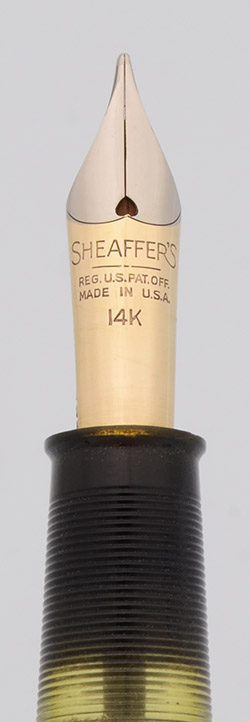 SHEAFFER'S
REG. U.S. PAT. OFF.
MADE IN U.S.A.
14K